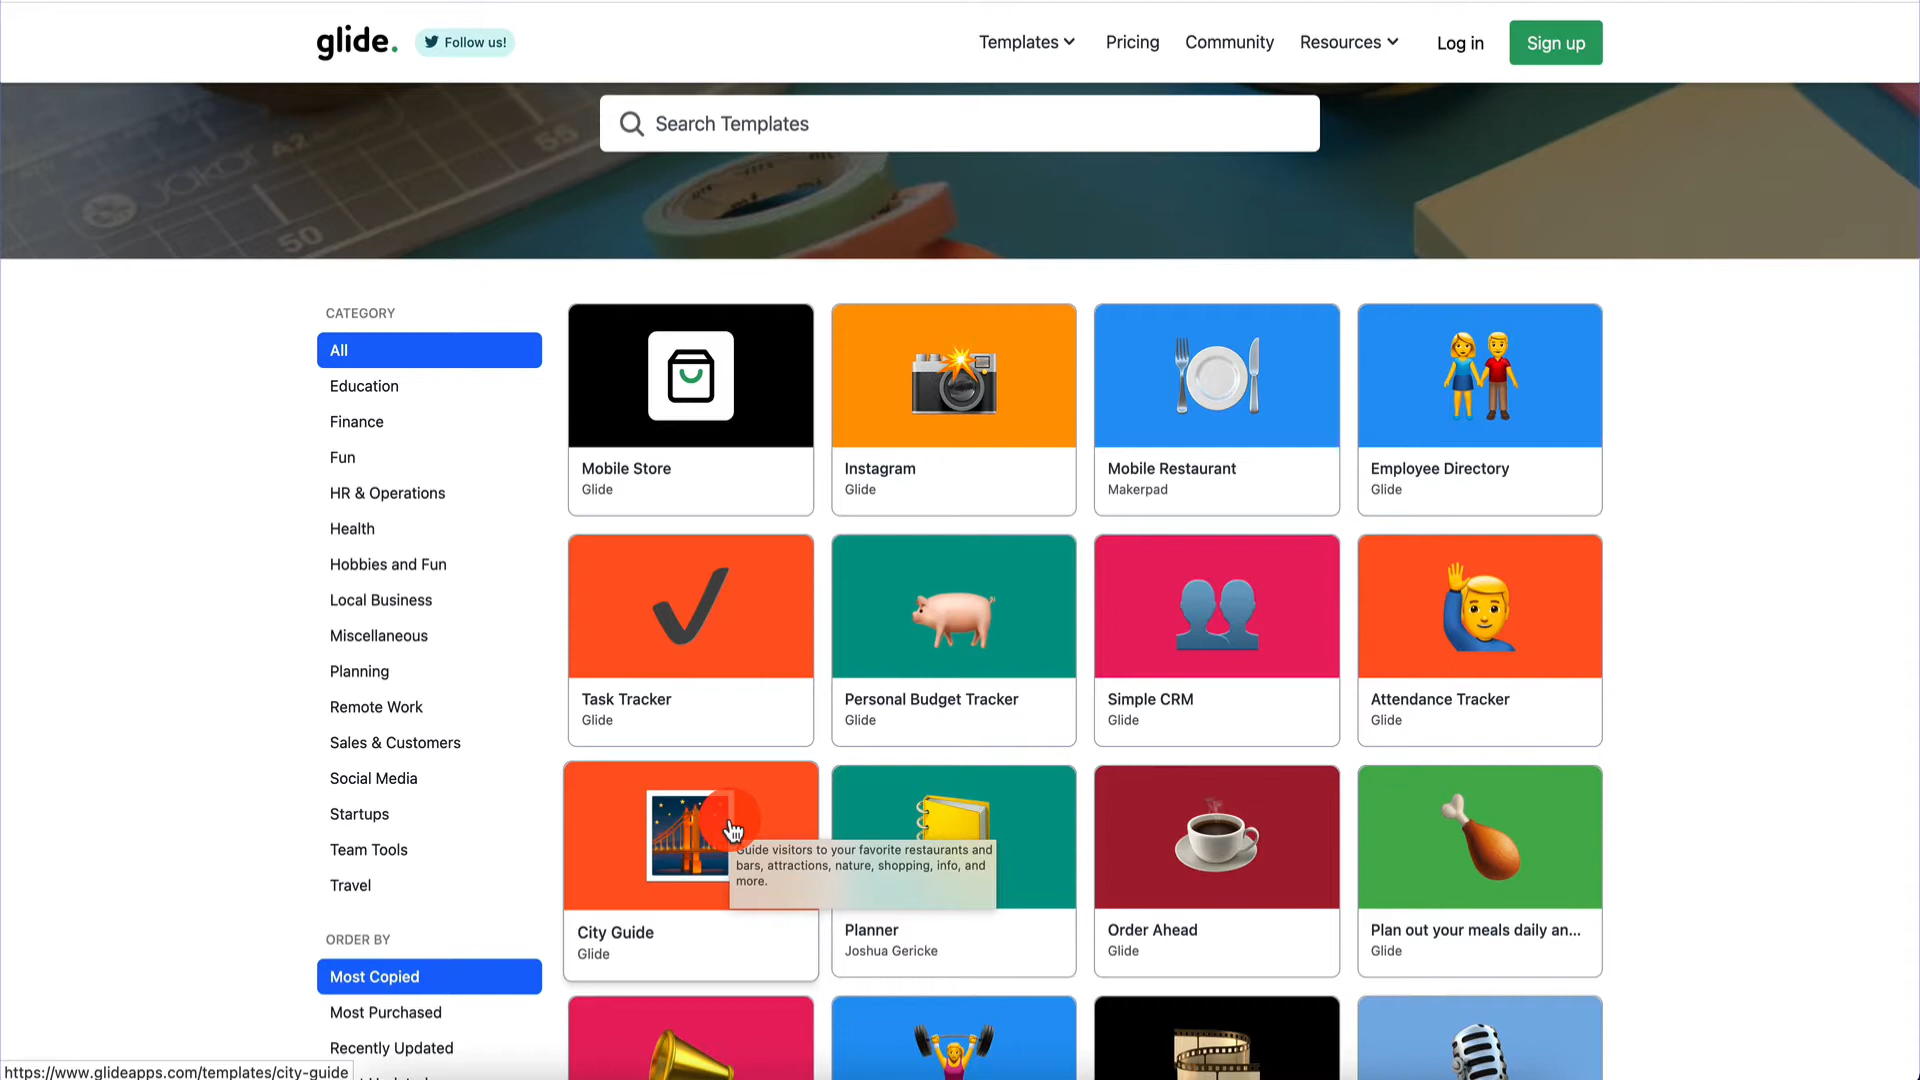 glide.
Follow us!
Templates
Pricing
Community
Resources
Log in
Sign up
JAKAR
A2
55
50
Search Templates
CATEGORY
All
Education
Finance
Fun
HR & Operations
Health
Hobbies and Fun
Local Business
Miscellaneous
Planning
Remote Work
Sales & Customers
Social Media
Startups
Team Tools
Travel
ORDER BY
Most Copied
Most Purchased
Recently Updated
Mobile Store
Glide
Instagram
Glide
Mobile Restaurant
Makerpad
Employee Directory
Glide
Task Tracker
Glide
Personal Budget Tracker
Glide
Simple CRM
Glide
Attendance Tracker
Glide
Guide visitors to your favorite restaurants and
bars, attractions, nature, shopping, info, and
more.
City Guide
Glide
Planner
Joshua Gericke
Order Ahead
Glide
Plan out your meals daily an...
Glide
https://www.glideapps.com/templates/city-guide